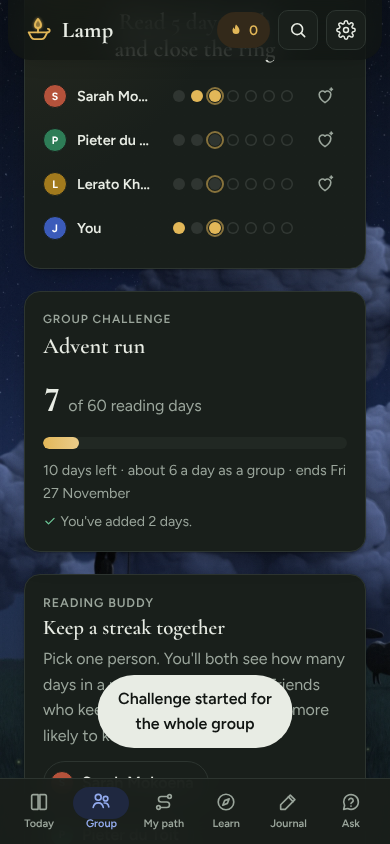 Read 5 day
Lamp
0
and close the ring
S Sarah Mo...
P Pieter du ...
L Lerato Kh...
J You
GROUP CHALLENGE
Advent run
7 of 60 reading days
10 days left · about 6 a day as a group · ends Fri
27 November
✓ You've added 2 days.
READING BUDDY
Keep a streak together
Pick one person. You'll both see how many
days in a
riends
who kee
more
likely to k
Challenge started for
the whole group
Today
Group
My path
Learn
Journal
Ask